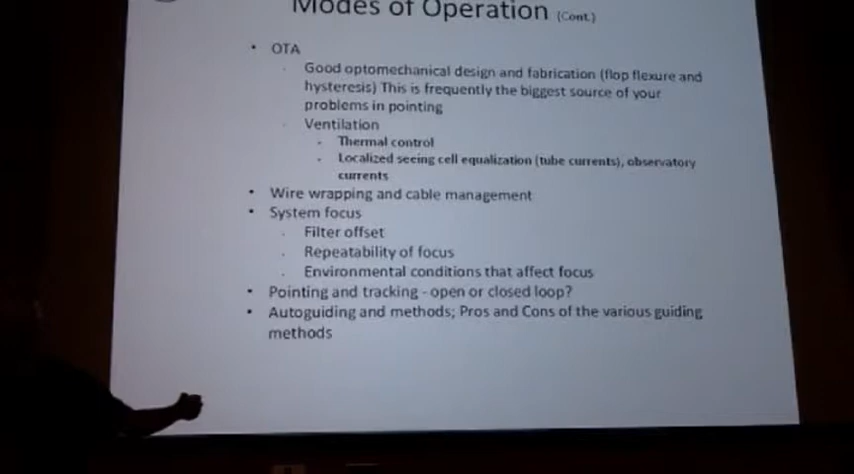 Modes of Operation (Cont.)
• OTA
- Good optomechanical design and fabrication (flop flexure and
hysteresis) This is frequently the biggest source of your
problems in pointing
- Ventilation
- Thermal control
- Localized seeing cell equalization (tube currents), observatory
currents
• Wire wrapping and cable management
• System focus
- Filter offset
- Repeatability of focus
- Environmental conditions that affect focus
• Pointing and tracking - open or closed loop?
• Autoguiding and methods; Pros and Cons of the various guiding
methods